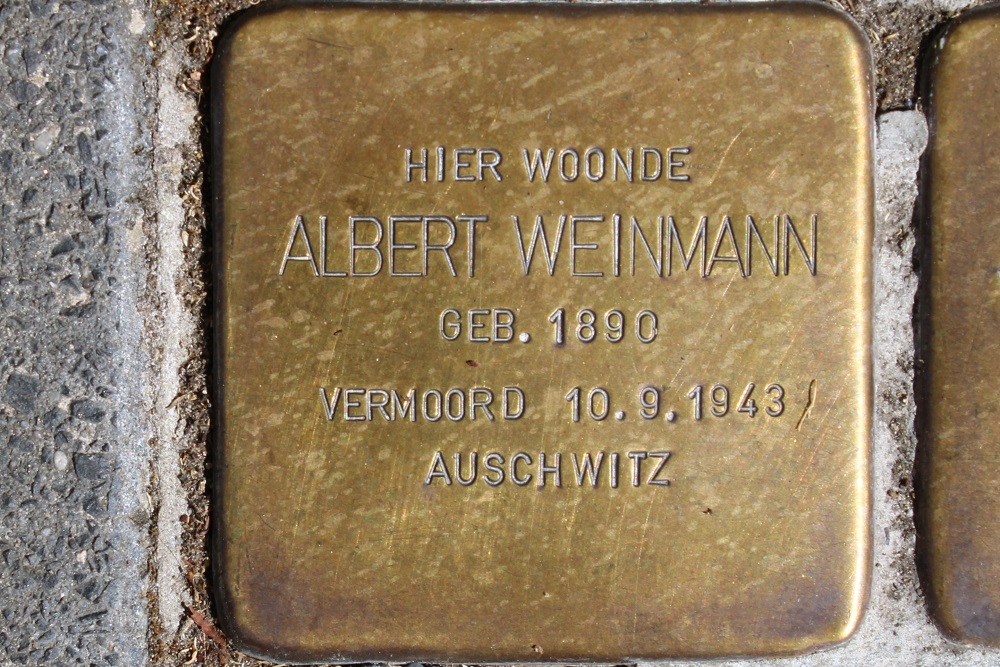 HIER WOONDE
ALBERT WEINMANN
GEB. 1890
VERMOORD 10.9.1943
AUSCHWITZ